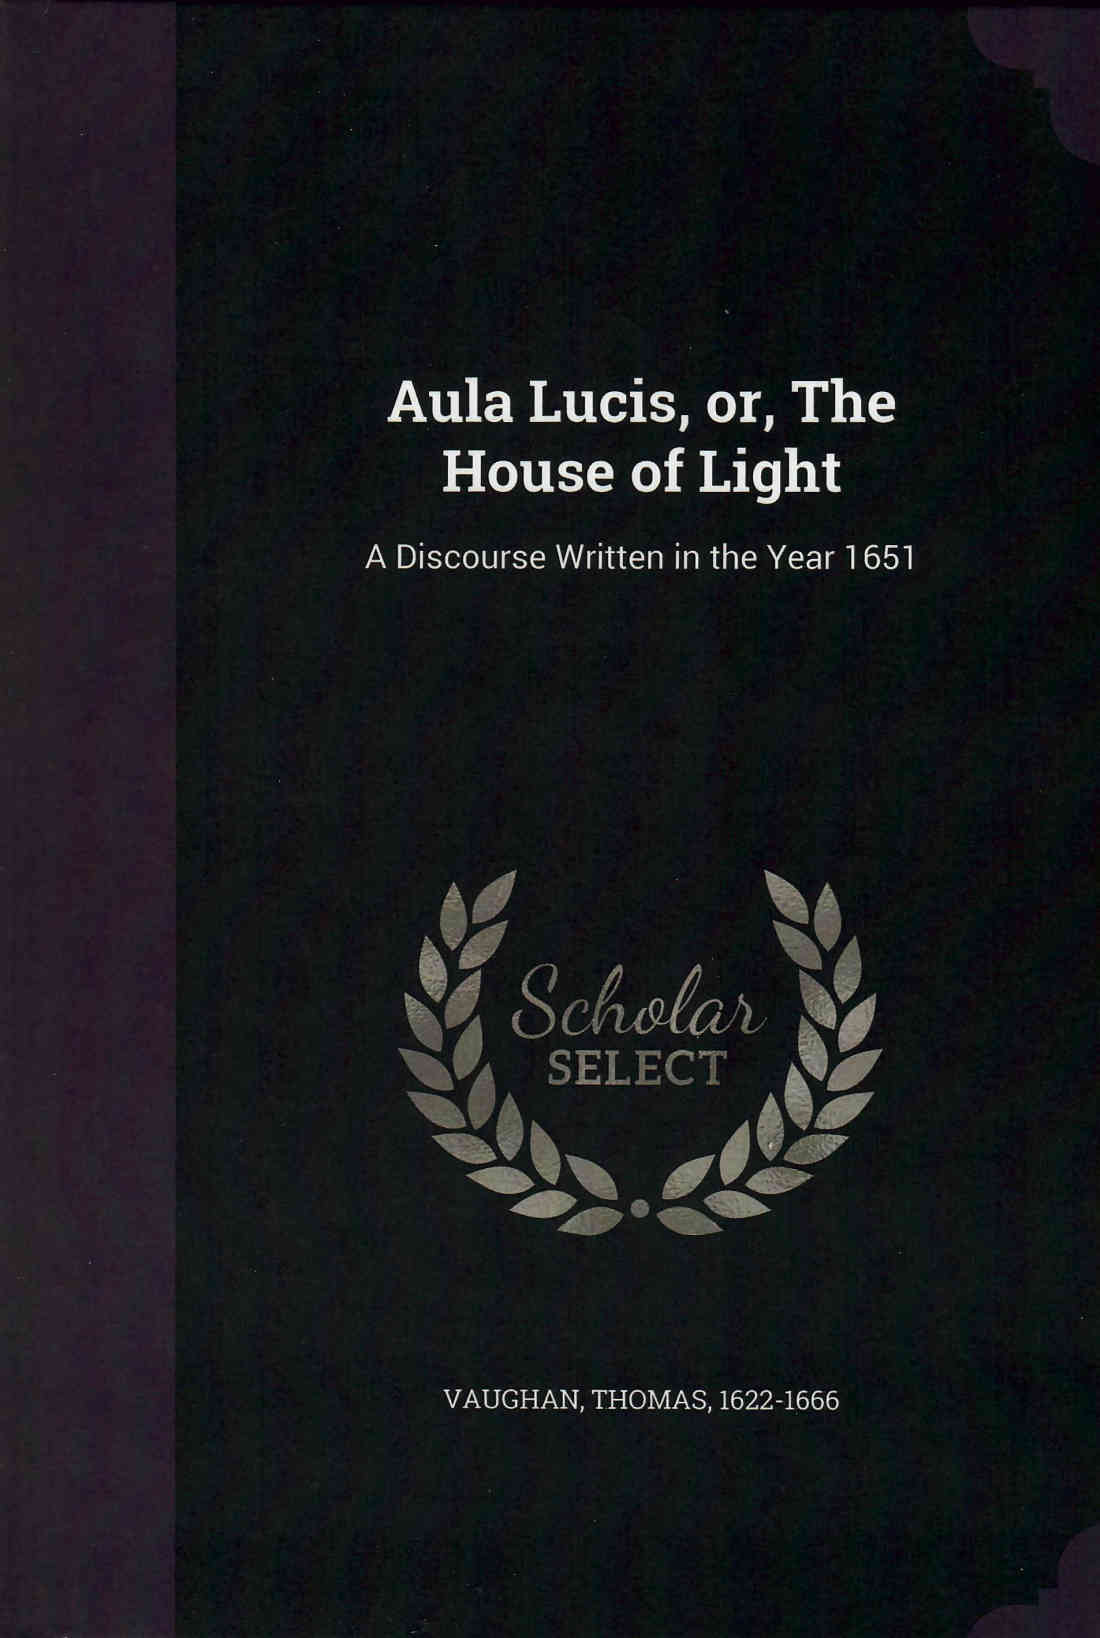 Aula Lucis, or, The
House of Light
A Discourse Written in the Year 1651
Scholar
SELECT
VAUGHAN, THOMAS, 1622-1666